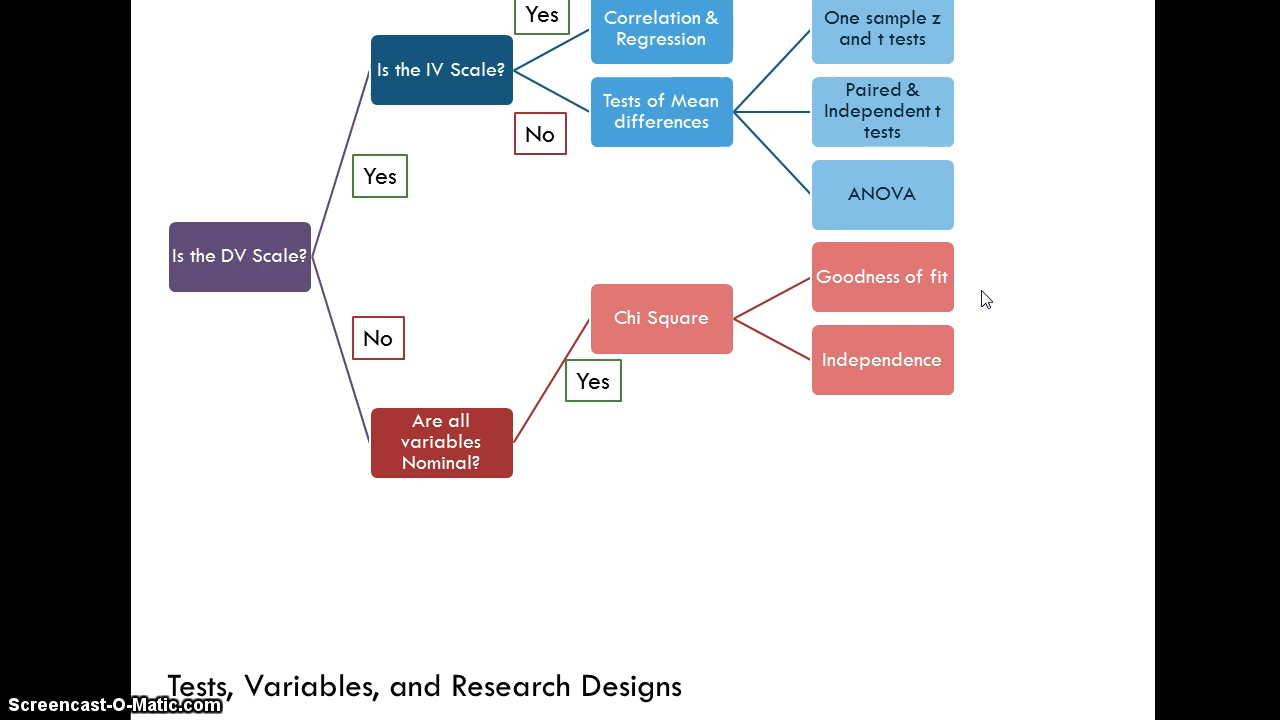 Yes
Correlation &
Regression
One sample z
and t tests
Is the IV Scale?
Tests of Mean
differences
Paired &
Independent t
tests
No
Yes
ANOVA
Is the DV Scale?
Goodness of fit
Chi Square
No
Independence
Yes
Are all
variables
Nominal?
Tests, Variables, and Research Designs
Screencast-O-Matic.com